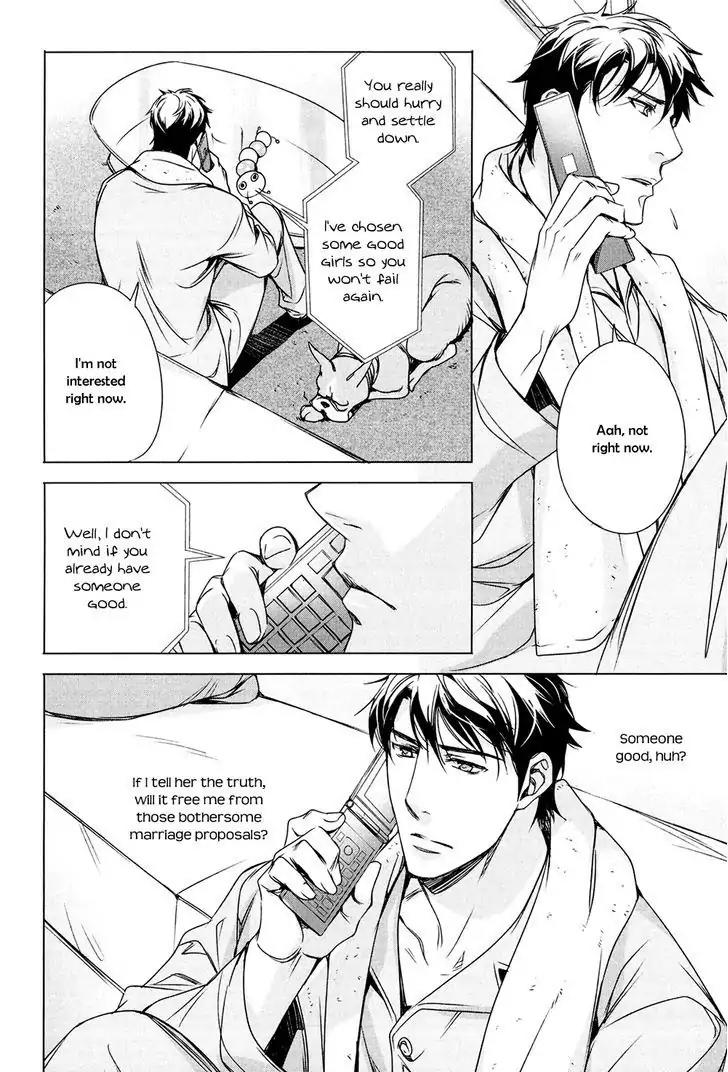 Aah, not
right now.
You really
should hurry
and settle
down.
I've chosen
some good
girls so you
won't fail
again.
I'm not
interested
right now.
Well, I don't
mind if you
already have
someone
good.
Someone
good, huh?
If I tell her the truth,
will it free me from
those bothersome
marriage proposals?